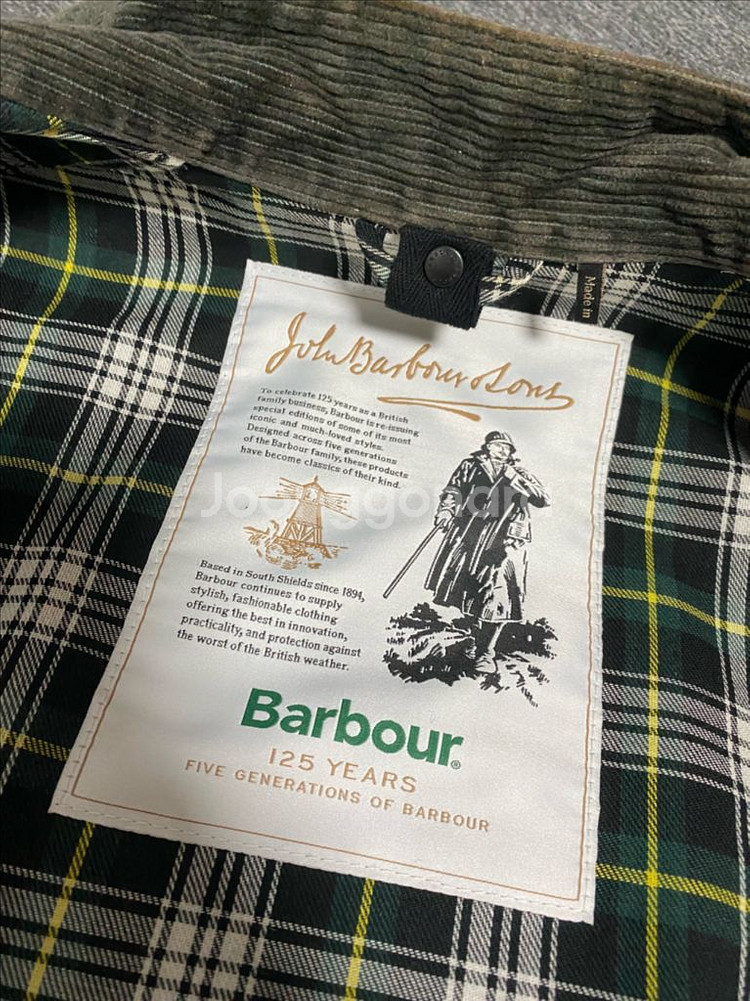 Made in
John Barbour & Sons
To celebrate 125 years as a British
family business, Barbour is re-issuing
special editions of some of its most
iconic and much-loved styles.
Designed across five generations
of the Barbour family, these products
have become classics of their kind.
Joonggonara
Based in South Shields since 1894,
Barbour continues to supply
stylish, fashionable clothing
offering the best in innovation,
practicality, and protection against
the worst of the British weather.
Barbour®
125 YEARS
FIVE GENERATIONS OF BARBOUR